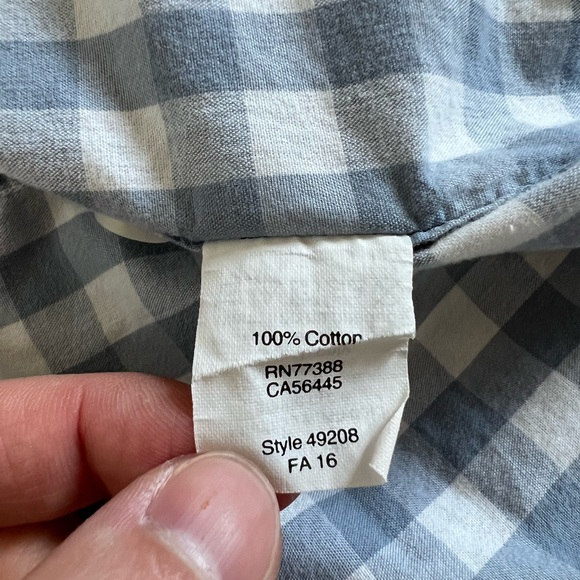 100% Cotton
RN77388
CA56445
Style 49208
FA 16